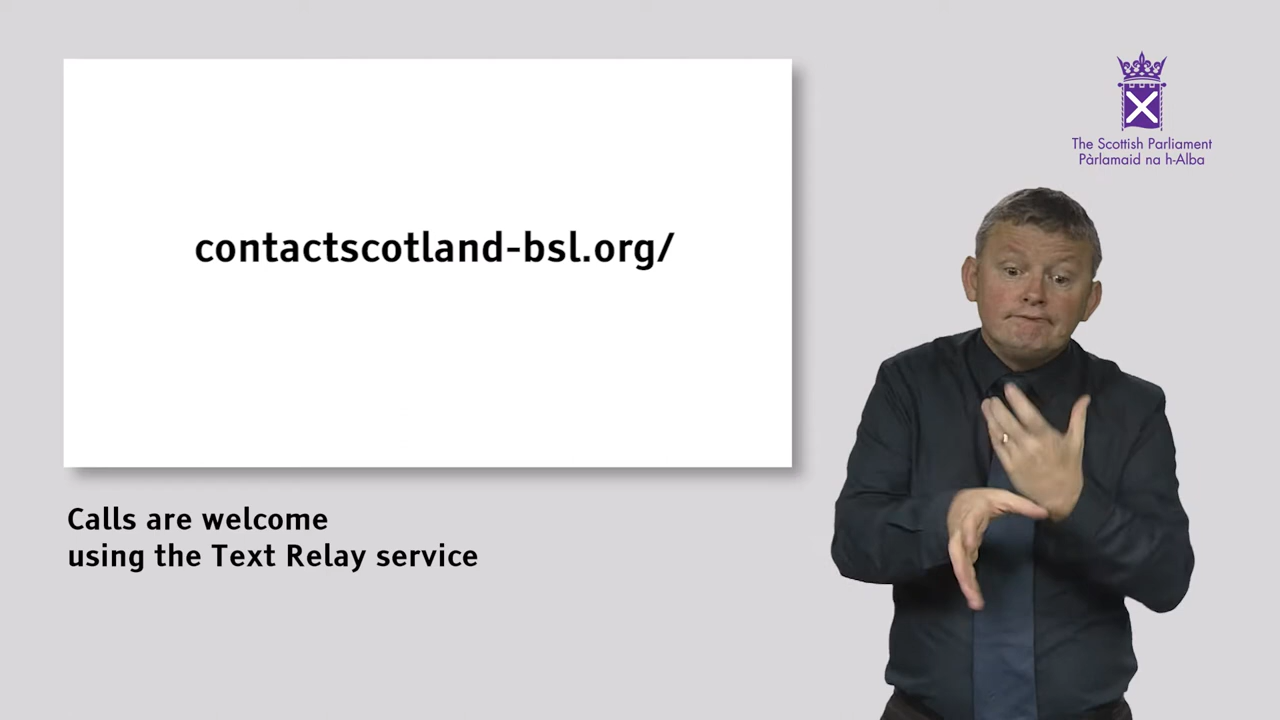 contactscotland-bsl.org/
The Scottish Parliament
Pàrlamaid na h-Alba
Calls are welcome
using the Text Relay service